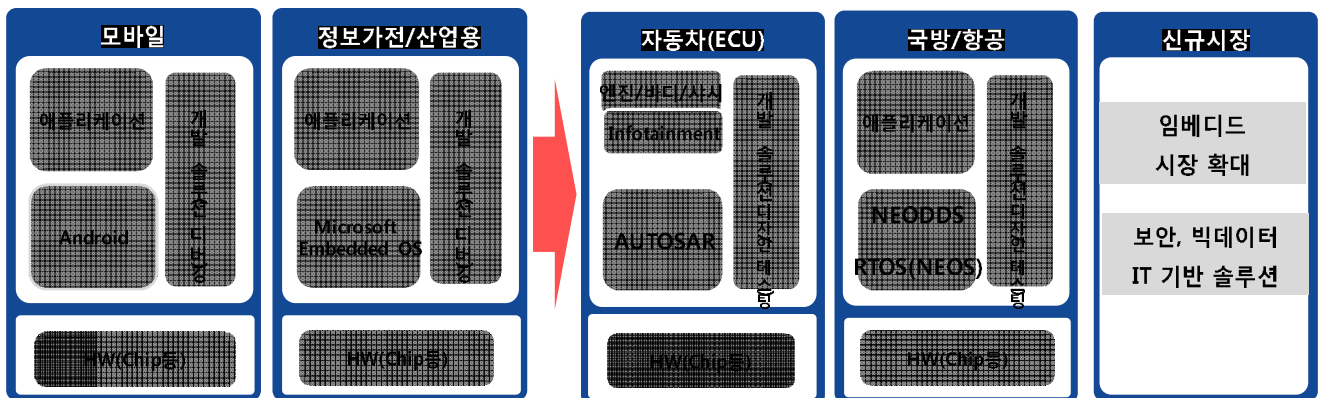 모바일
애플리케이션
개발 솔루션(디버깅)
Android
HW(Chip등)
정보가전/산업용
애플리케이션
개발 솔루션(디버깅)
Microsoft
Embedded OS
HW(Chip등)
자동차(ECU)
엔진/바디/샤시
Infotainment
개발 솔루션(디자인/테스팅)
AUTOSAR
HW(Chip등)
국방/항공
애플리케이션
개발 솔루션(디자인/테스팅)
NEODDS
RTOS(NEOS)
HW(Chip등)
신규시장
임베디드
시장 확대
보안, 빅데이터
IT 기반 솔루션